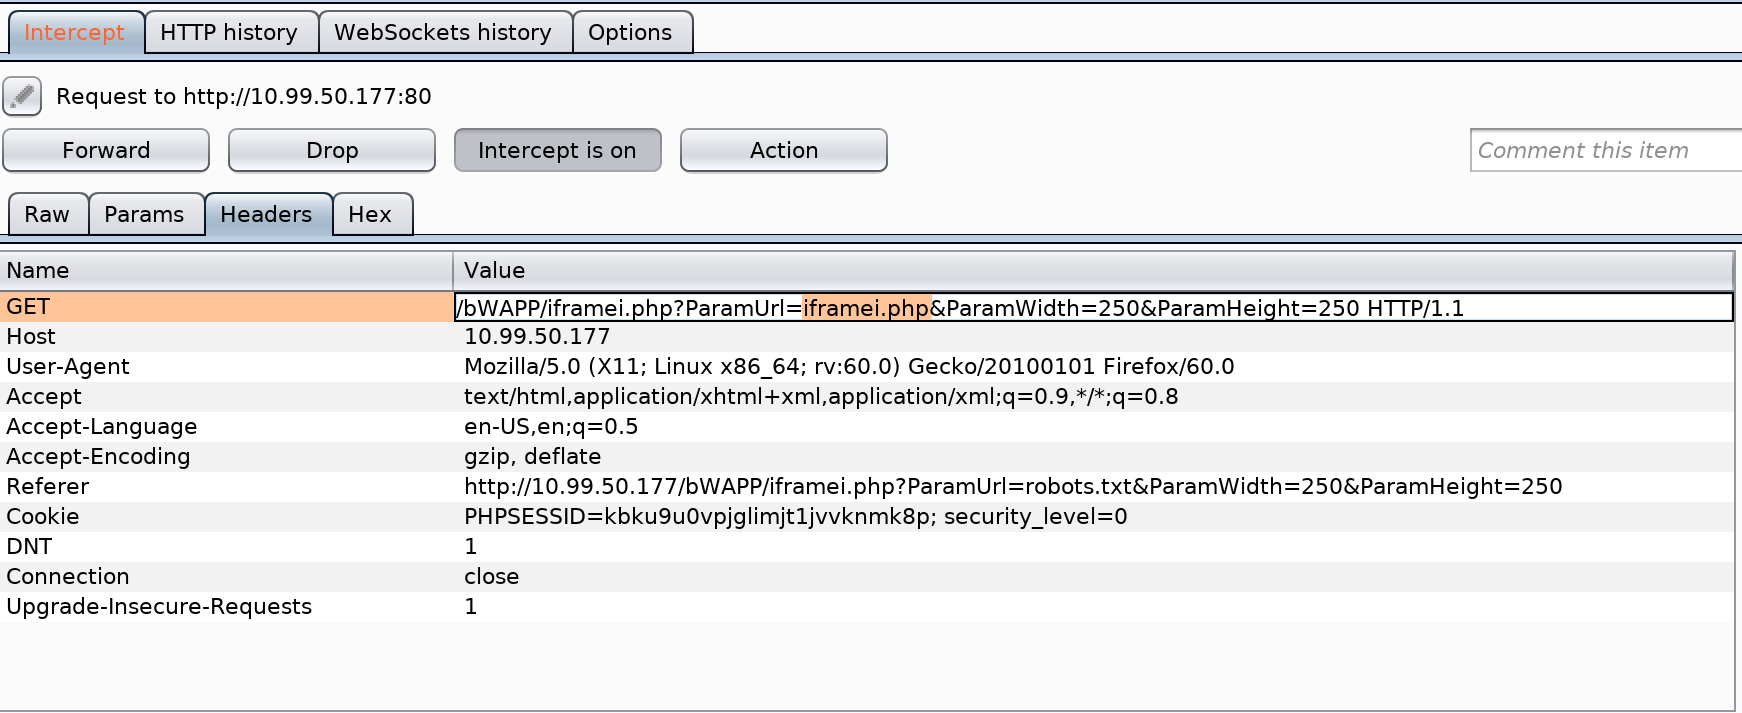 Intercept HTTP history WebSockets history Options
Request to http://10.99.50.177:80
Forward Drop Intercept is on Action Comment this item
Raw Params Headers Hex
Name Value
GET /bWAPP/iframei.php?ParamUrl=iframei.php&ParamWidth=250&ParamHeight=250 HTTP/1.1
Host 10.99.50.177
User-Agent Mozilla/5.0 (X11; Linux x86_64; rv:60.0) Gecko/20100101 Firefox/60.0
Accept text/html,application/xhtml+xml,application/xml;q=0.9,*/*;q=0.8
Accept-Language en-US,en;q=0.5
Accept-Encoding gzip, deflate
Referer http://10.99.50.177/bWAPP/iframei.php?ParamUrl=robots.txt&ParamWidth=250&ParamHeight=250
Cookie PHPSESSID=kbku9u0vpjglimjt1jvvknmk8p; security_level=0
DNT 1
Connection close
Upgrade-Insecure-Requests 1